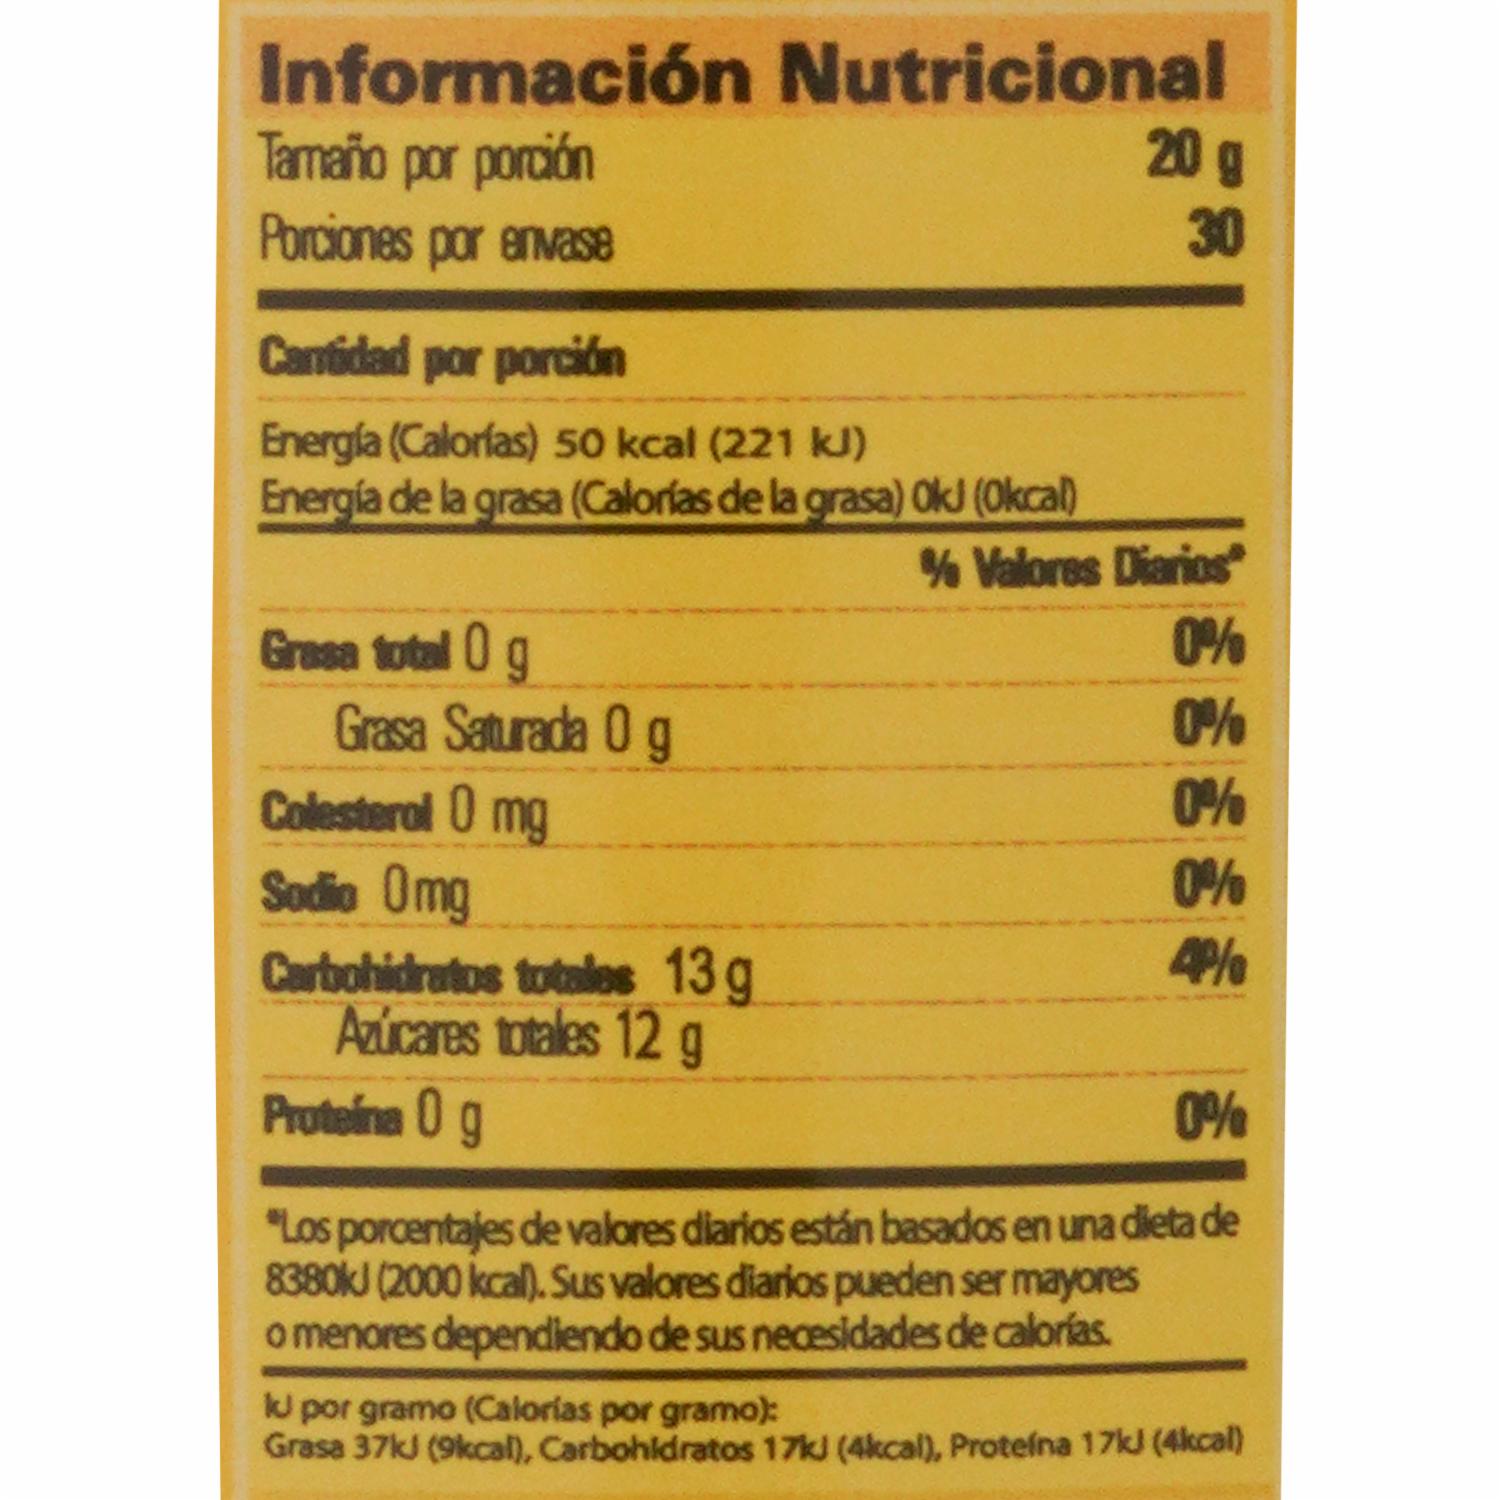 Información Nutricional
Tamaño por porción 20 g
Porciones por envase 30
Cantidad por porción
Energía (Calorías) 50 kcal (221 kJ)
Energía de la grasa (Calorías de la grasa) 0kJ (0kcal)
% Valores Diarios*
Grasa total 0 g 0%
Grasa Saturada 0 g 0%
Colesterol 0 mg 0%
Sodio 0mg 0%
Carbohidratos totales 13 g 4%
Azúcares totales 12 g
Proteína 0 g 0%
*Los porcentajes de valores diarios están basados en una dieta de
8380kJ (2000 kcal). Sus valores diarios pueden ser mayores
o menores dependiendo de sus necesidades de calorías.
kJ por gramo (Calorías por gramo):
Grasa 37kJ (9kcal), Carbohidratos 17kJ (4kcal), Proteína 17kJ (4kcal)